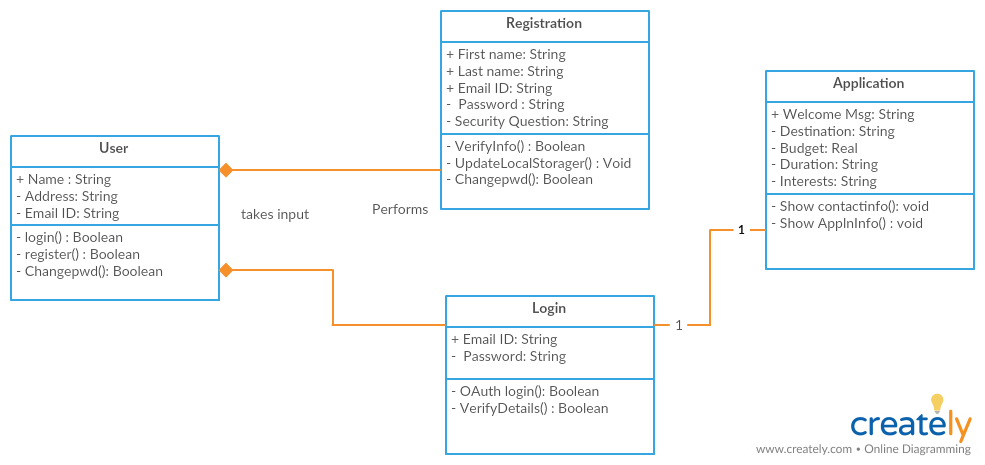 Registration
+ First name: String
+ Last name: String
+ Email ID: String
- Password : String
- Security Question: String
- VerifyInfo() : Boolean
- UpdateLocalStorager() : Void
- Changepwd(): Boolean
Application
+ Welcome Msg: String
- Destination: String
- Budget: Real
- Duration: String
- Interests: String
- Show contactinfo(): void
- Show ApplnInfo() : void
User
+ Name : String
- Address: String
- Email ID: String
- login() : Boolean
- register() : Boolean
- Changepwd(): Boolean
takes input
Performs
1
1
Login
+ Email ID: String
- Password: String
- OAuth login(): Boolean
- VerifyDetails() : Boolean
creately
www.creately.com • Online Diagramming